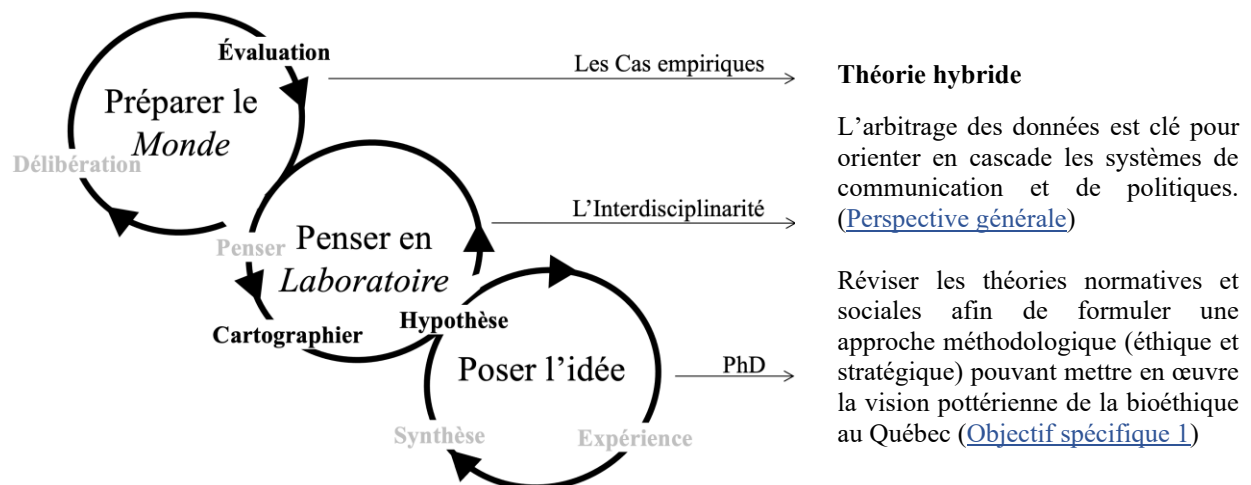 Évaluation
Préparer le
Monde
Délibération
Penser
Penser en
Laboratoire
Cartographier
Hypothèse
Poser l’idée
Synthèse
Expérience
Les Cas empiriques
L’Interdisciplinarité
PhD
Théorie hybride
L’arbitrage des données est clé pour
orienter en cascade les systèmes de
communication et de politiques.
(Perspective générale)
Réviser les théories normatives et
sociales afin de formuler une
approche méthodologique (éthique et
stratégique) pouvant mettre en œuvre
la vision pottérienne de la bioéthique
au Québec (Objectif spécifique 1)